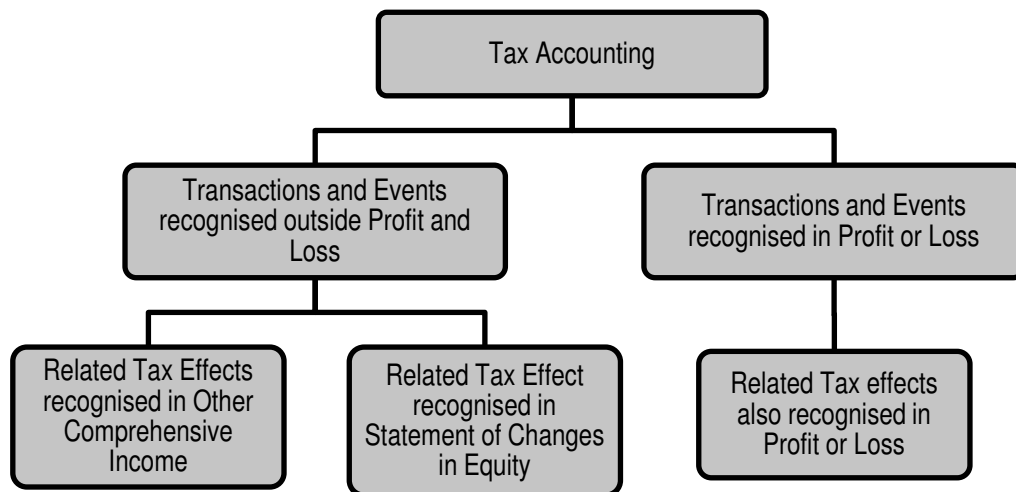 Tax Accounting
Transactions and Events
recognised outside Profit and
Loss
Transactions and Events
recognised in Profit or Loss
Related Tax Effects
recognised in Other
Comprehensive
Income
Related Tax Effect
recognised in
Statement of Changes
in Equity
Related Tax effects
also recognised in
Profit or Loss